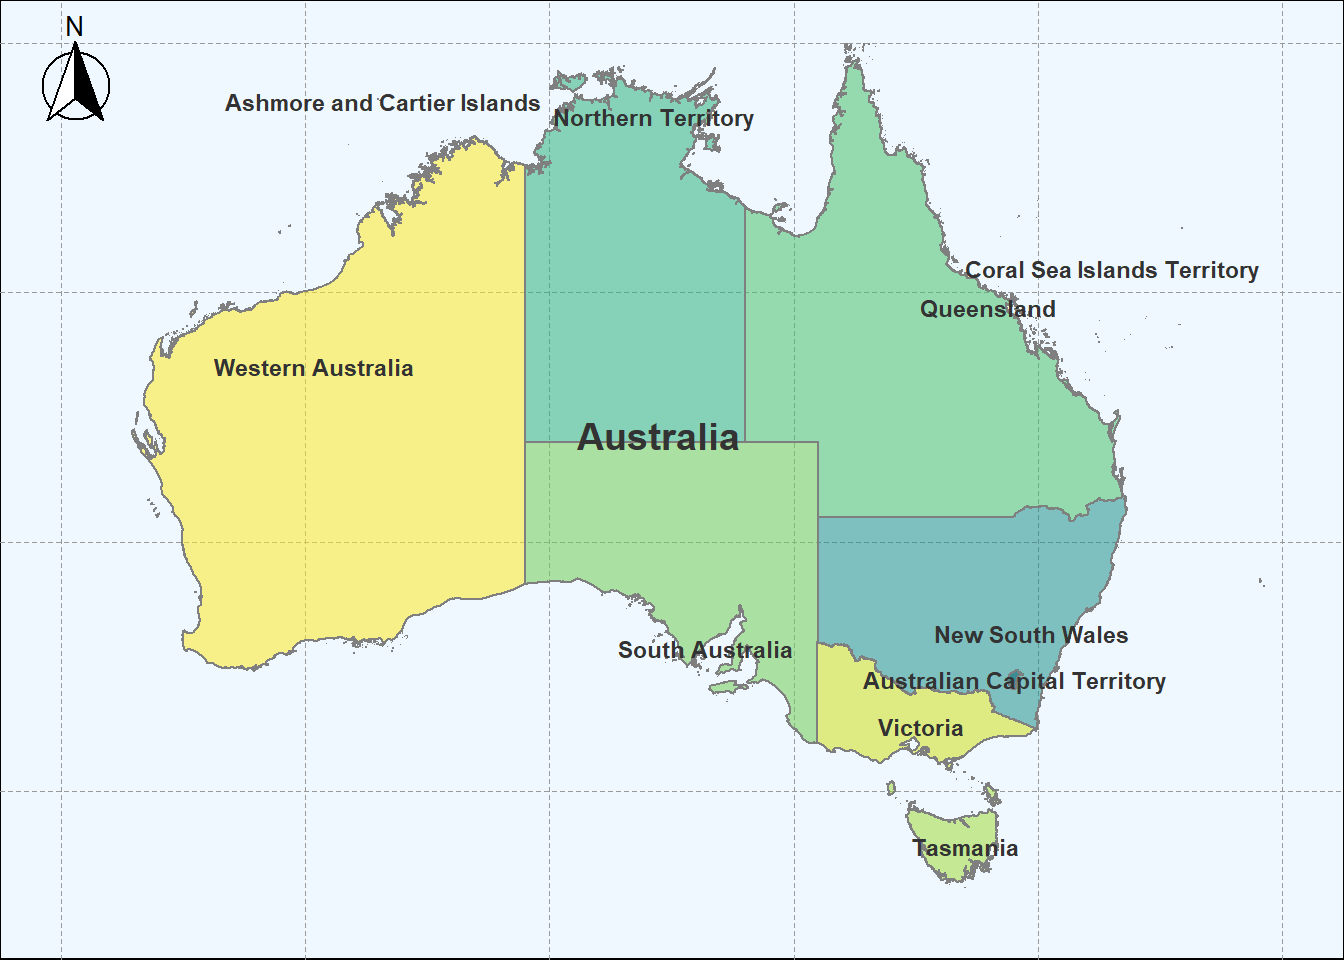 N
Ashmore and Cartier Islands
Northern Territory
Coral Sea Islands Territory
Queensland
Western Australia
Australia
New South Wales
South Australia
Australian Capital Territory
Victoria
Tasmania